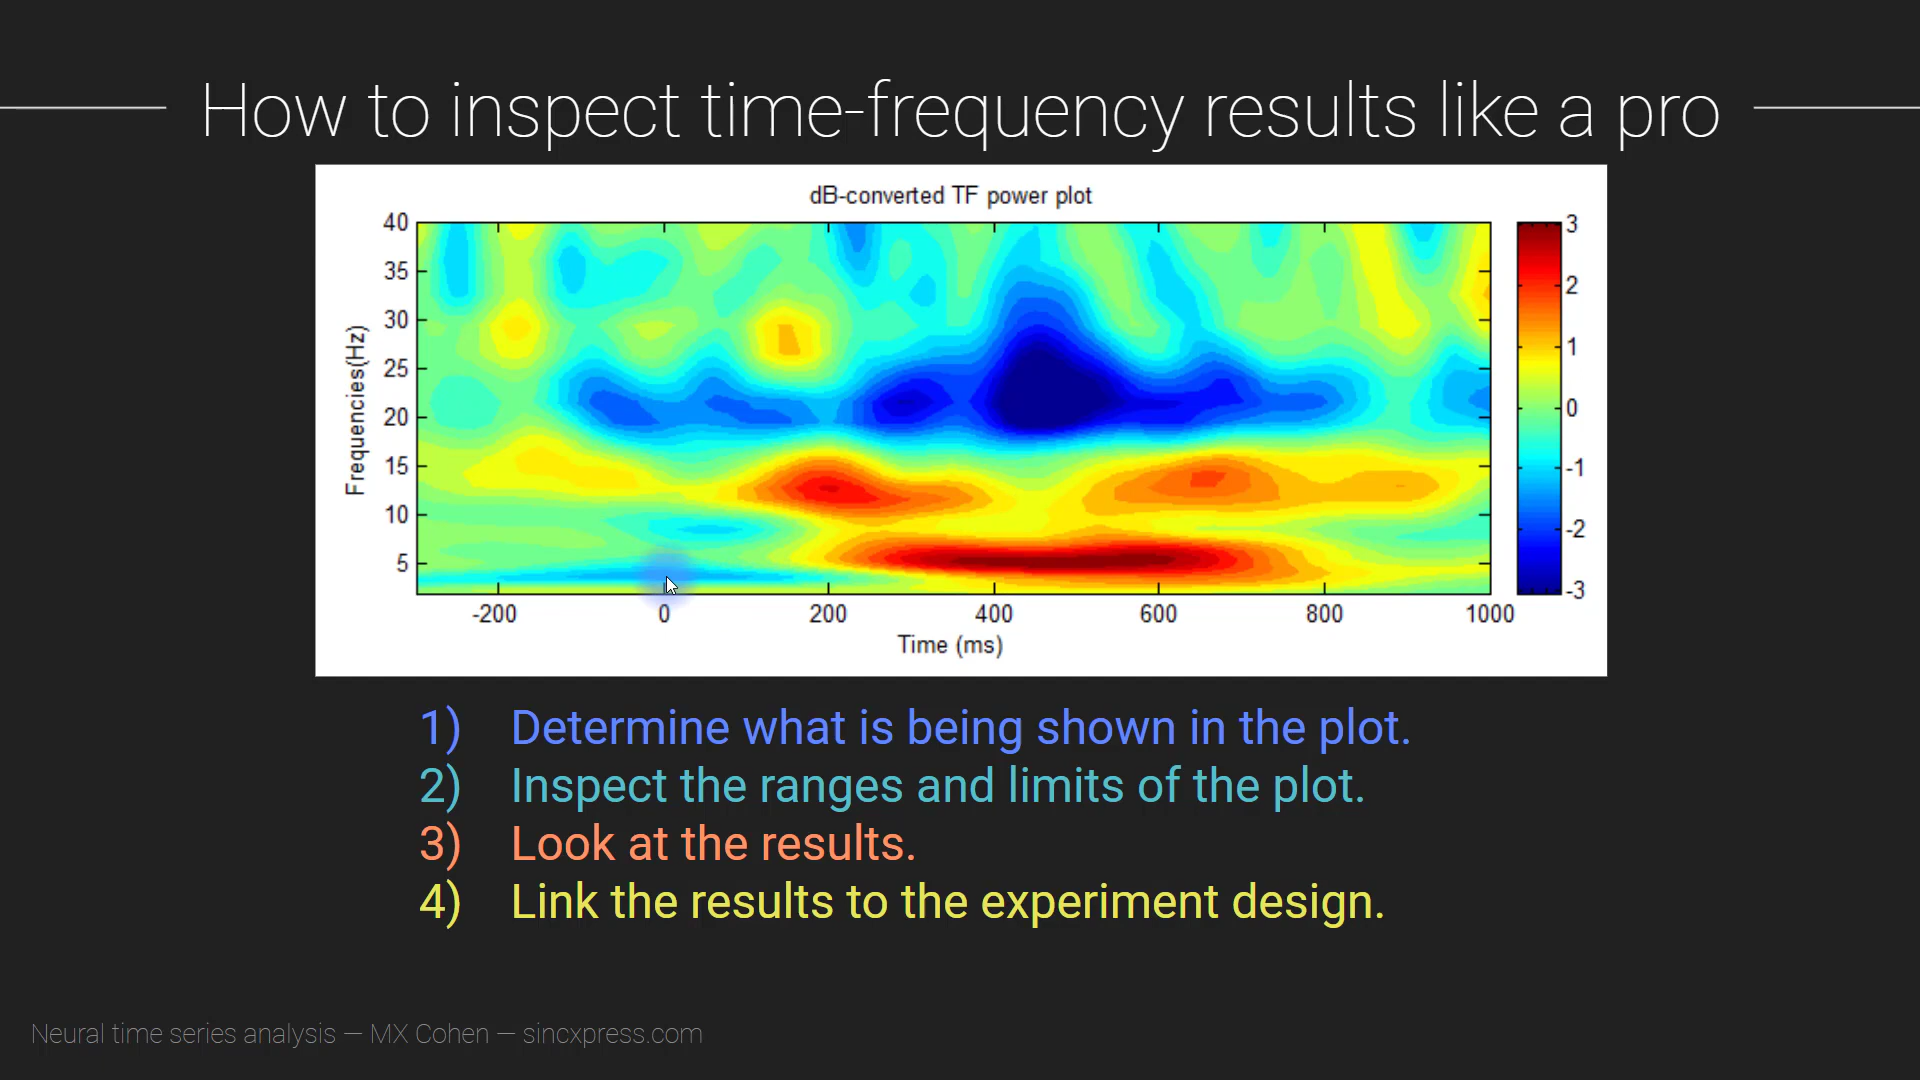 How to inspect time-frequency results like a pro
dB-converted TF power plot
40
35
30
25
20
15
10
5
Frequencies(Hz)
-200 0 200 400 600 800 1000
Time (ms)
3
2
1
0
-1
-2
-3
1) Determine what is being shown in the plot.
2) Inspect the ranges and limits of the plot.
3) Look at the results.
4) Link the results to the experiment design.
Neural time series analysis — MX Cohen — sincxpress.com